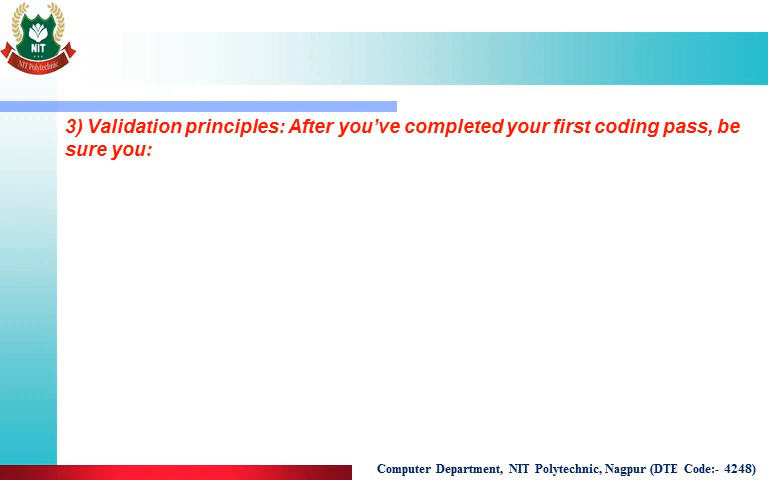 NIT
NIT Polytechnic
3) Validation principles: After you’ve completed your first coding pass, be
sure you:
Computer Department, NIT Polytechnic, Nagpur (DTE Code:- 4248)